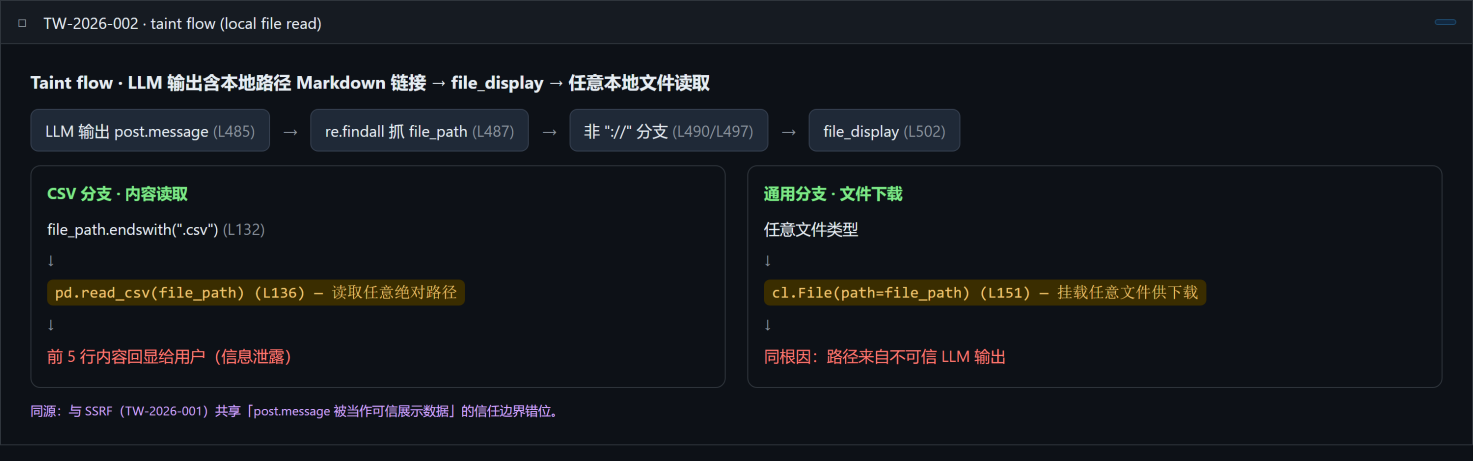 TW-2026-002 · taint flow (local file read)
Taint flow · LLM 输出含本地路径 Markdown 链接 → file_display → 任意本地文件读取
LLM 输出 post.message (L485) → re.findall 抓 file_path (L487) → 非 "://" 分支 (L490/L497) → file_display (L502)
CSV 分支 · 内容读取
file_path.endswith(".csv") (L132)
↓
pd.read_csv(file_path) (L136) — 读取任意绝对路径
↓
前 5 行内容回显给用户（信息泄露）
通用分支 · 文件下载
任意文件类型
↓
cl.File(path=file_path) (L151) — 挂载任意文件供下载
↓
同根因：路径来自不可信 LLM 输出
同源：与 SSRF（TW-2026-001）共享「post.message 被当作可信展示数据」的信任边界错位。